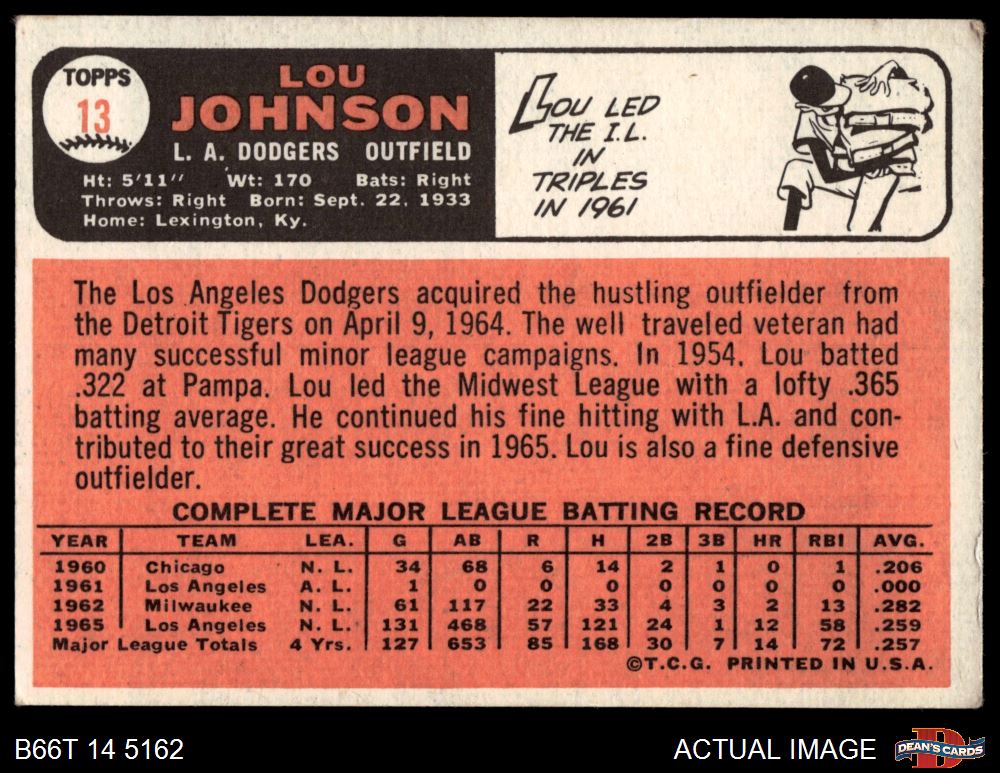 TOPPS
13
LOU
JOHNSON
L. A. DODGERS OUTFIELD
Ht: 5'11" Wt: 170 Bats: Right
Throws: Right Born: Sept. 22, 1933
Home: Lexington, Ky.
LOU LED
THE I.L.
IN
TRIPLES
IN 1961
The Los Angeles Dodgers acquired the hustling outfielder from
the Detroit Tigers on April 9, 1964. The well traveled veteran had
many successful minor league campaigns. In 1954, Lou batted
.322 at Pampa. Lou led the Midwest League with a lofty .365
batting average. He continued his fine hitting with L.A. and con-
tributed to their great success in 1965. Lou is also a fine defensive
outfielder.
COMPLETE MAJOR LEAGUE BATTING RECORD
YEAR TEAM LEA. G AB R H 2B 3B HR RBI AVG.
1960 Chicago N. L. 34 68 6 14 2 1 0 1 .206
1961 Los Angeles A. L. 1 0 0 0 0 0 0 0 .000
1962 Milwaukee N. L. 61 117 22 33 4 3 2 13 .282
1965 Los Angeles N. L. 131 468 57 121 24 1 12 58 .259
Major League Totals 4 Yrs. 127 653 85 168 30 7 14 72 .257
©T.C.G. PRINTED IN U.S.A.
B66T 14 5162
ACTUAL IMAGE
DEAN'S CARDS